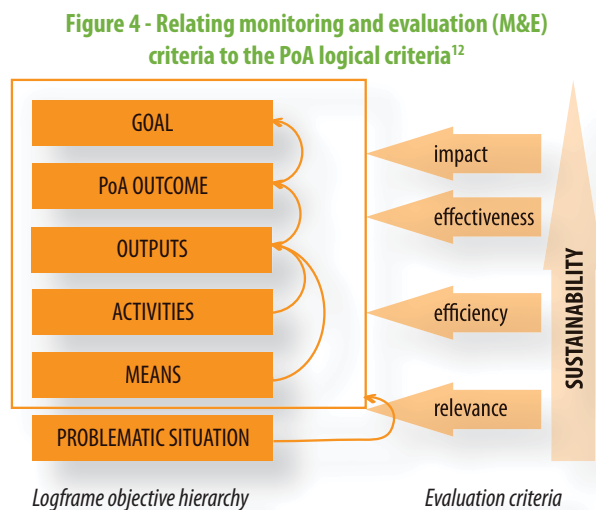 Figure 4 - Relating monitoring and evaluation (M&E)
criteria to the PoA logical criteria12
GOAL
PoA OUTCOME
OUTPUTS
ACTIVITIES
MEANS
PROBLEMATIC SITUATION
impact
effectiveness
efficiency
relevance
SUSTAINABILITY
Logframe objective hierarchy
Evaluation criteria